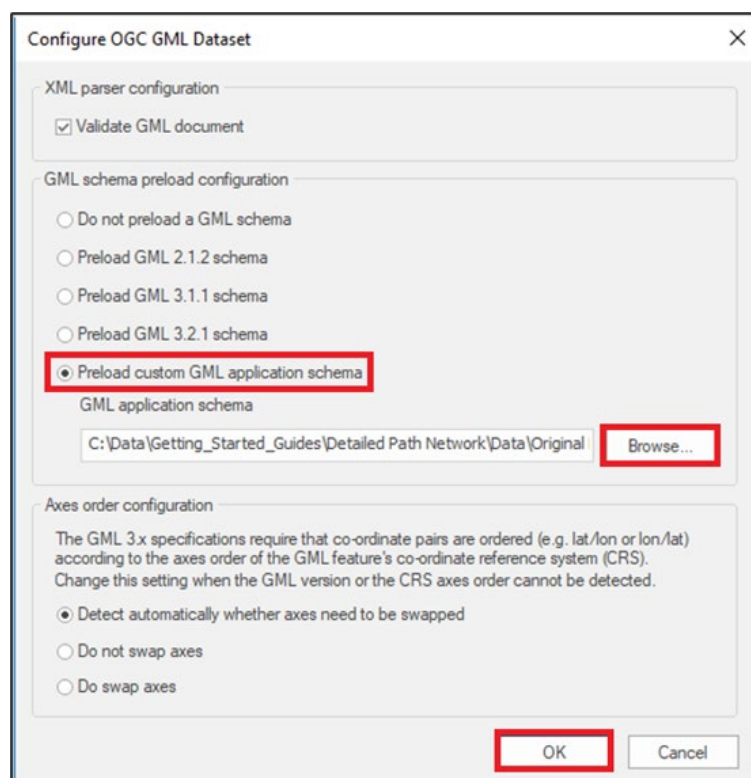 Configure OGC GML Dataset
XML parser configuration
Validate GML document
GML schema preload configuration
Do not preload a GML schema
Preload GML 2.1.2 schema
Preload GML 3.1.1 schema
Preload GML 3.2.1 schema
Preload custom GML application schema
GML application schema
C:\Data\Getting_Started_Guides\Detailed Path Network\Data\Original
Browse...
Axes order configuration
The GML 3.x specifications require that co-ordinate pairs are ordered (e.g. lat/lon or lon/lat)
according to the axes order of the GML feature's co-ordinate reference system (CRS).
Change this setting when the GML version or the CRS axes order cannot be detected.
Detect automatically whether axes need to be swapped
Do not swap axes
Do swap axes
OK
Cancel